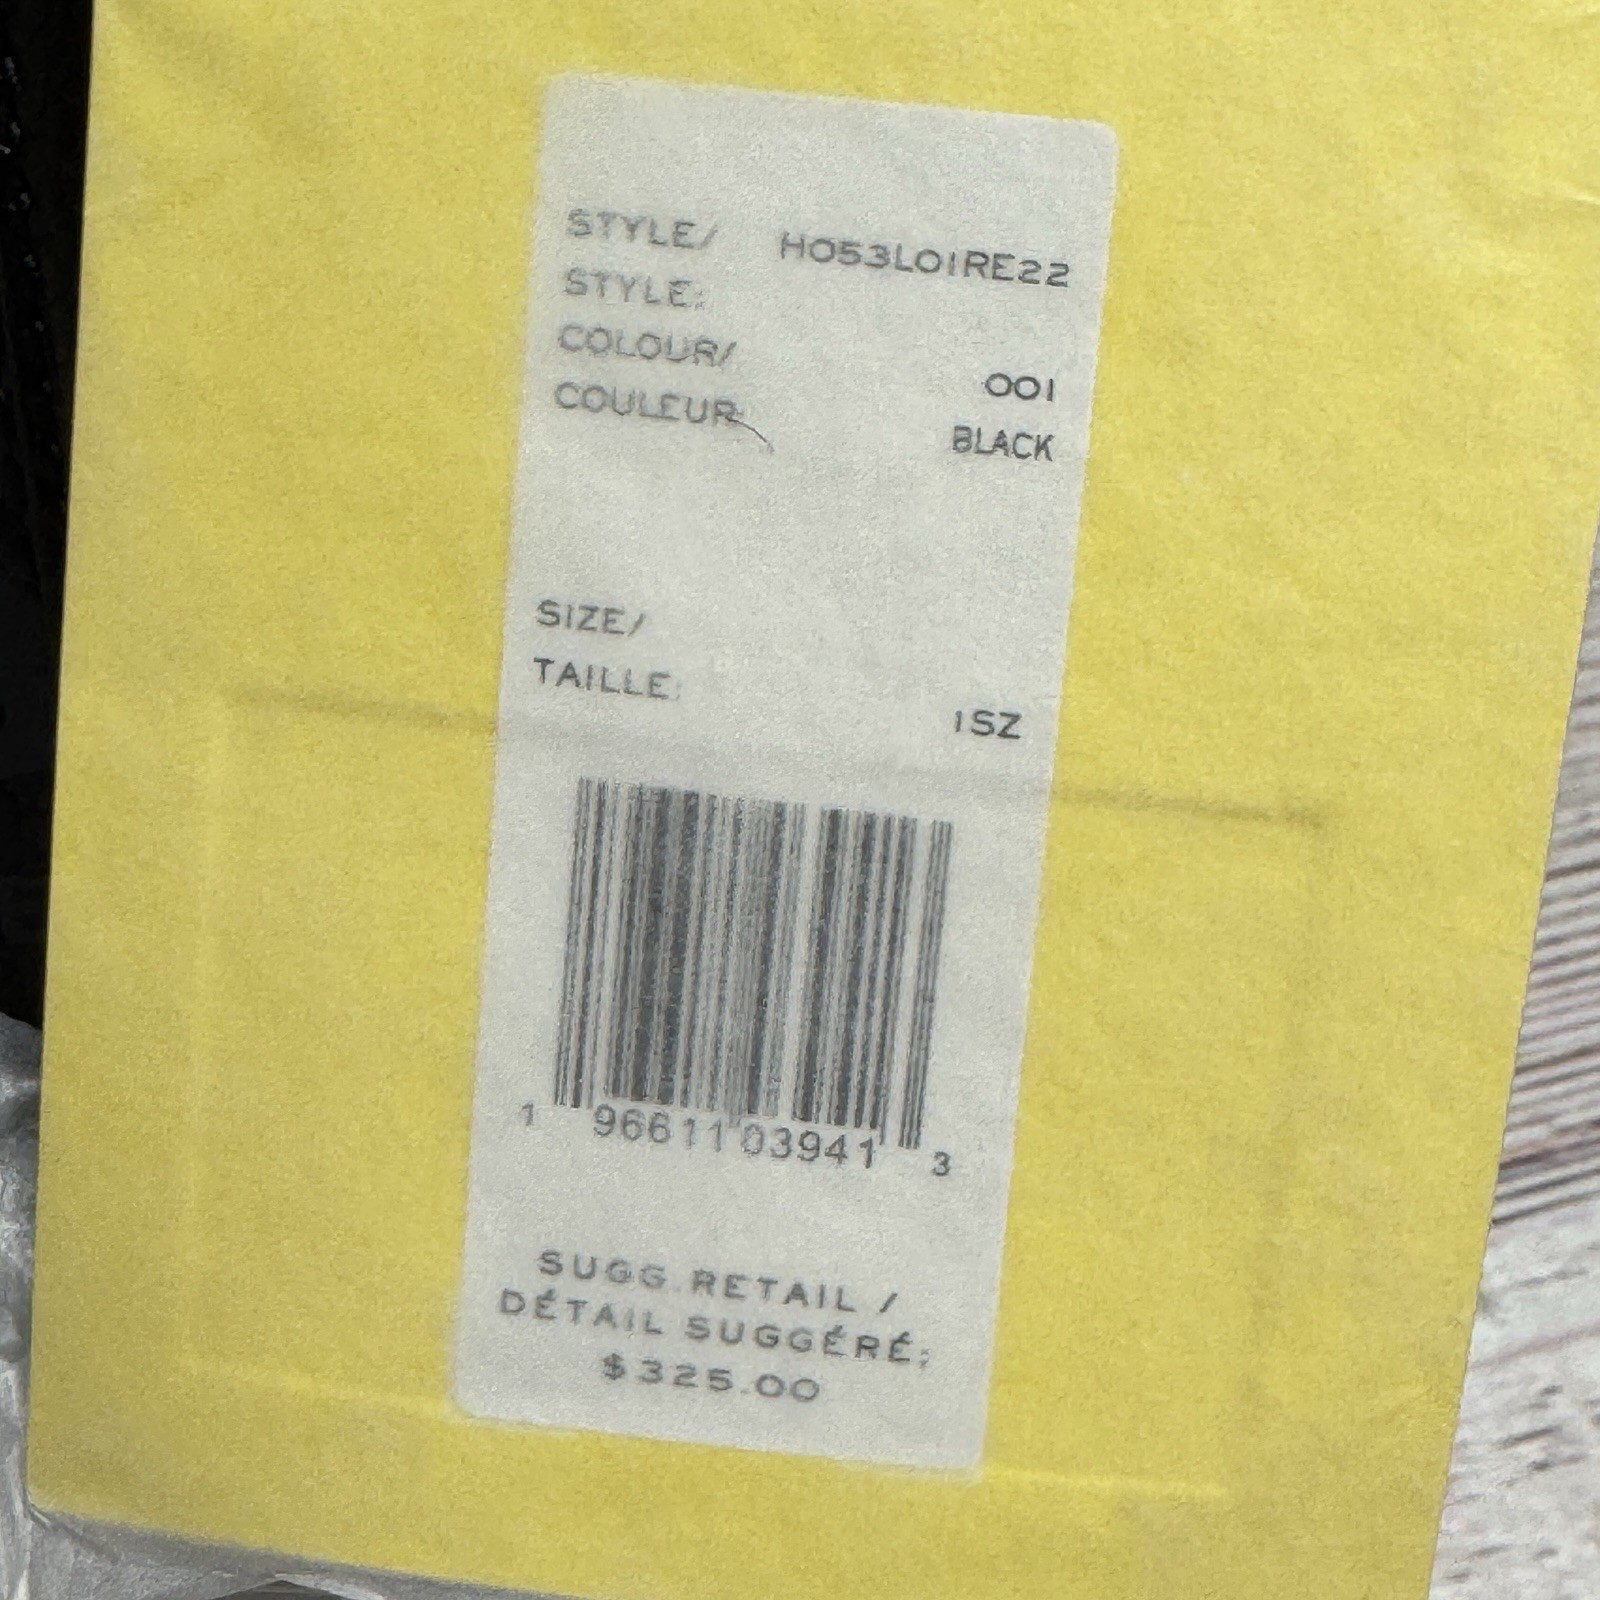 STYLE/ H053L01RE22
STYLE:
COLOUR/ 001
COULEUR: BLACK
SIZE/
TAILLE: 1SZ
1 96611 03941 3
SUGG. RETAIL /
DÉTAIL SUGGÉRÉ:
$325.00